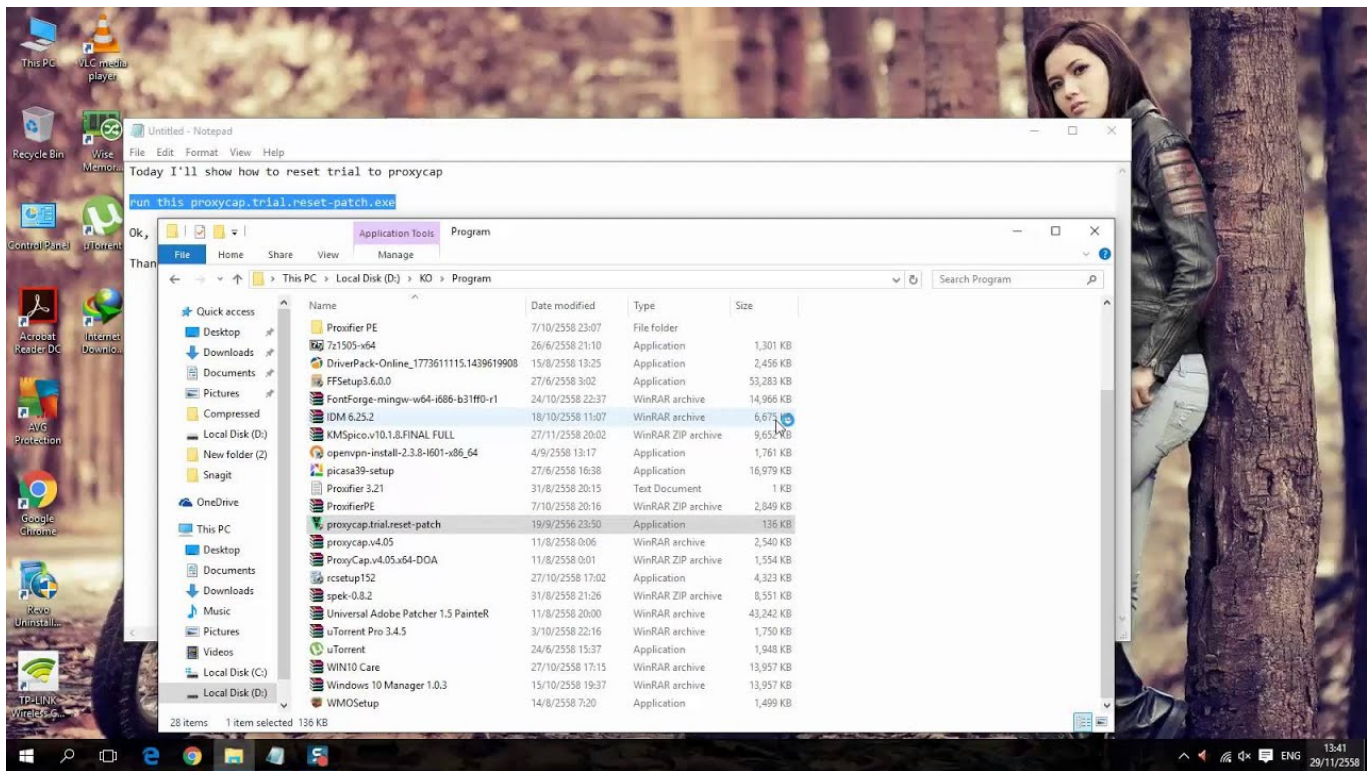 This PC
VLC media
player
Recycle Bin
Wise
Memor...
Control Panel
µTorrent
Acrobat
Reader DC
Internet
Downlo...
AVG
Protection
Google
Chrome
Revo
Uninstall...
TP-LINK
Wireless G...
Untitled - Notepad
File Edit Format View Help
Today I'll show how to reset trial to proxycap
run this proxycap.trial.reset-patch.exe
Ok,
Than
Application Tools Program
File Home Share View Manage
This PC > Local Disk (D:) > KO > Program
Search Program
Quick access
Desktop
Downloads
Documents
Pictures
Compressed
Local Disk (D:)
New folder (2)
Snagit
OneDrive
This PC
Desktop
Documents
Downloads
Music
Pictures
Videos
Local Disk (C:)
Local Disk (D:)
Name Date modified Type Size
Proxifier PE 7/10/2558 23:07 File folder
7z1505-x64 26/6/2558 21:10 Application 1,301 KB
DriverPack-Online_1773611115.1439619908 15/8/2558 13:25 Application 2,456 KB
FFSetup3.6.0.0 27/6/2558 3:02 Application 53,283 KB
FontForge-mingw-w64-i686-b31ff0-r1 24/10/2558 22:37 WinRAR archive 14,966 KB
IDM 6.25.2 18/10/2558 11:07 WinRAR archive 6,675
KMSpico.v10.1.8.FINAL FULL 27/11/2558 20:02 WinRAR ZIP archive 9,652 KB
openvpn-install-2.3.8-I601-x86_64 4/9/2558 13:17 Application 1,761 KB
picasa39-setup 27/6/2558 16:38 Application 16,979 KB
Proxifier 3.21 31/8/2558 20:15 Text Document 1 KB
ProxifierPE 7/10/2558 20:16 WinRAR ZIP archive 2,849 KB
proxycap.trial.reset-patch 19/9/2556 23:50 Application 136 KB
proxycap.v4.05 11/8/2558 0:06 WinRAR archive 2,540 KB
ProxyCap.v4.05.x64-DOA 11/8/2558 0:01 WinRAR ZIP archive 1,554 KB
rcsetup152 27/10/2558 17:02 Application 4,323 KB
spek-0.8.2 31/8/2558 21:26 WinRAR ZIP archive 8,551 KB
Universal Adobe Patcher 1.5 PainteR 11/8/2558 20:00 WinRAR archive 43,242 KB
uTorrent Pro 3.4.5 3/10/2558 22:16 WinRAR archive 1,750 KB
uTorrent 24/6/2558 15:37 Application 1,948 KB
WIN10 Care 27/10/2558 17:15 WinRAR archive 13,957 KB
Windows 10 Manager 1.0.3 15/10/2558 19:37 WinRAR archive 13,957 KB
WMOSetup 14/8/2558 7:20 Application 1,499 KB
28 items 1 item selected 136 KB
ENG
13:41
29/11/2558